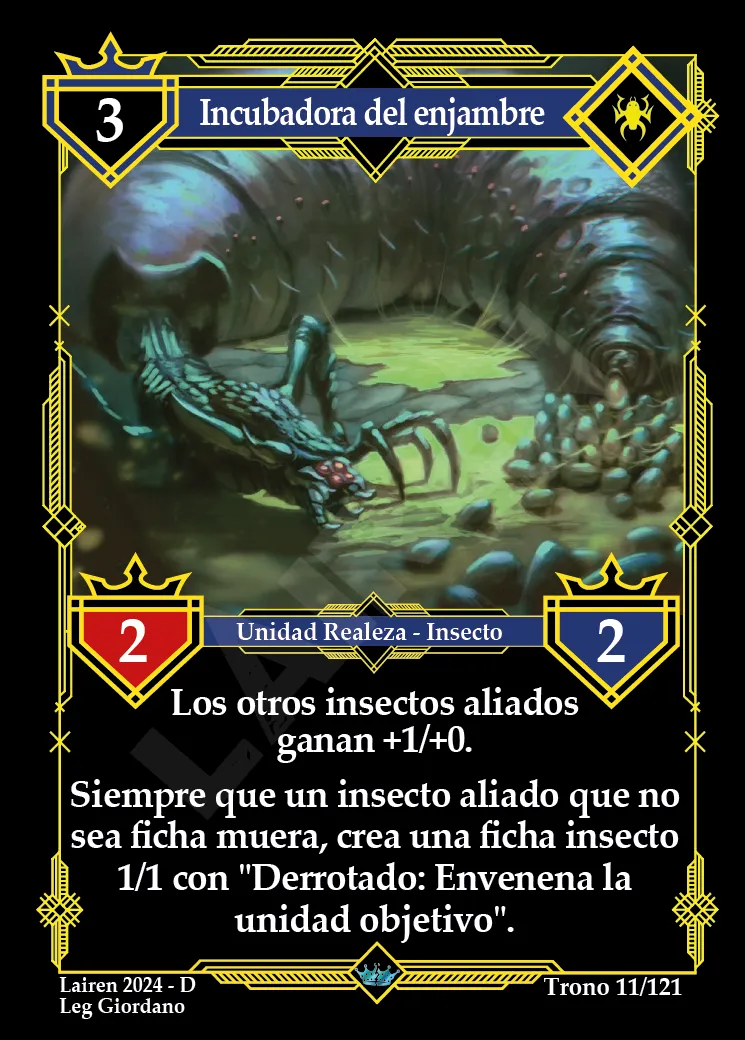 3
Incubadora del enjambre
2
Unidad Realeza - Insecto
2
Los otros insectos aliados
ganan +1/+0.
Siempre que un insecto aliado que no
sea ficha muera, crea una ficha insecto
1/1 con "Derrotado: Envenena la
unidad objetivo".
Lairen 2024 - D
Leg Giordano
Trono 11/121